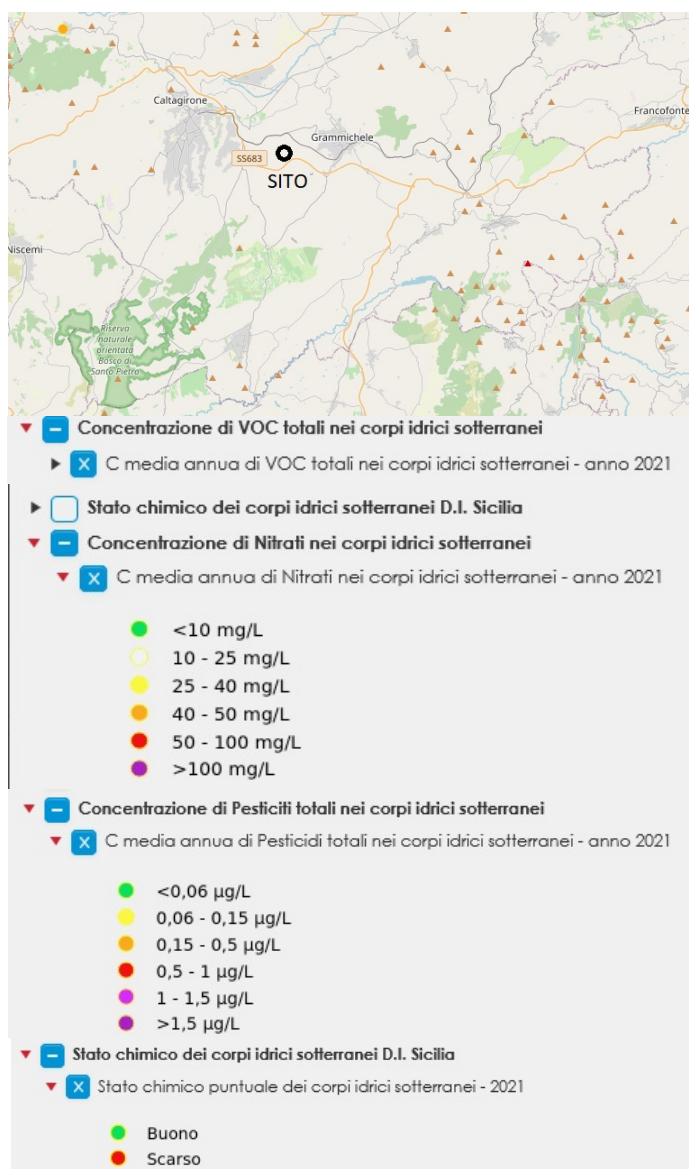 Caltagirone
Francofonte
Grammichele
SS683
SITO
Niscemi
Riserva
naturale
orientata
Bosco di
Santo Pietro
Concentrazione di VOC totali nei corpi idrici sotterranei
C media annua di VOC totali nei corpi idrici sotterranei - anno 2021
Stato chimico dei corpi idrici sotterranei D.I. Sicilia
Concentrazione di Nitrati nei corpi idrici sotterranei
C media annua di Nitrati nei corpi idrici sotterranei - anno 2021
<10 mg/L
10 - 25 mg/L
25 - 40 mg/L
40 - 50 mg/L
50 - 100 mg/L
>100 mg/L
Concentrazione di Pesticiti totali nei corpi idrici sotterranei
C media annua di Pesticidi totali nei corpi idrici sotterranei - anno 2021
<0,06 µg/L
0,06 - 0,15 µg/L
0,15 - 0,5 µg/L
0,5 - 1 µg/L
1 - 1,5 µg/L
>1,5 µg/L
Stato chimico dei corpi idrici sotterranei D.I. Sicilia
Stato chimico puntuale dei corpi idrici sotterranei - 2021
Buono
Scarso